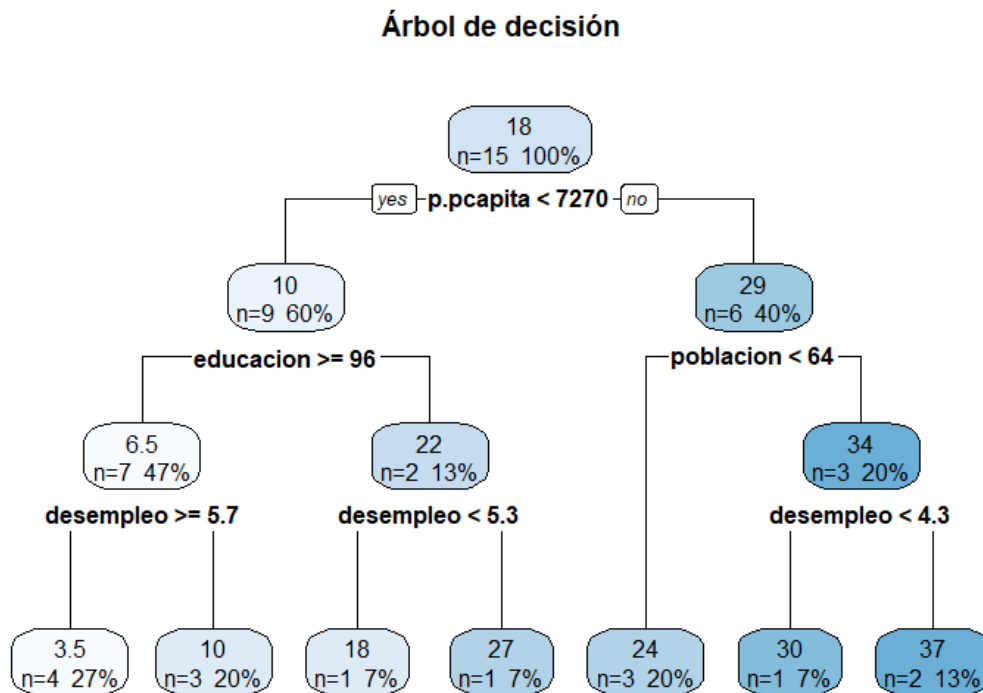 Árbol de decisión
18
n=15 100%
yes p.pcapita < 7270 no
10
n=9 60%
29
n=6 40%
educacion >= 96
poblacion < 64
6.5
n=7 47%
22
n=2 13%
34
n=3 20%
desempleo >= 5.7
desempleo < 5.3
desempleo < 4.3
3.5
n=4 27%
10
n=3 20%
18
n=1 7%
27
n=1 7%
24
n=3 20%
30
n=1 7%
37
n=2 13%